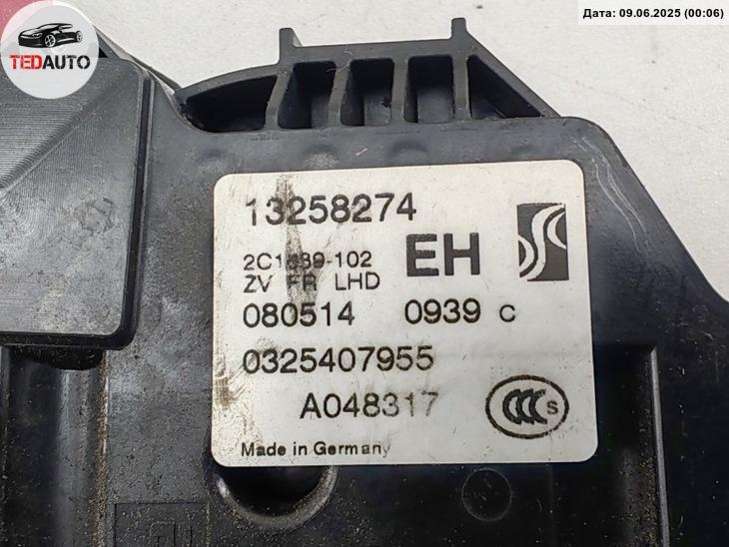 Дата: 09.06.2025 (00:06)
TEDAUTO
13258274
EH
ZV FR LHD
080514 0939 C
0325407955
A048317
CCC S
Made in Germany